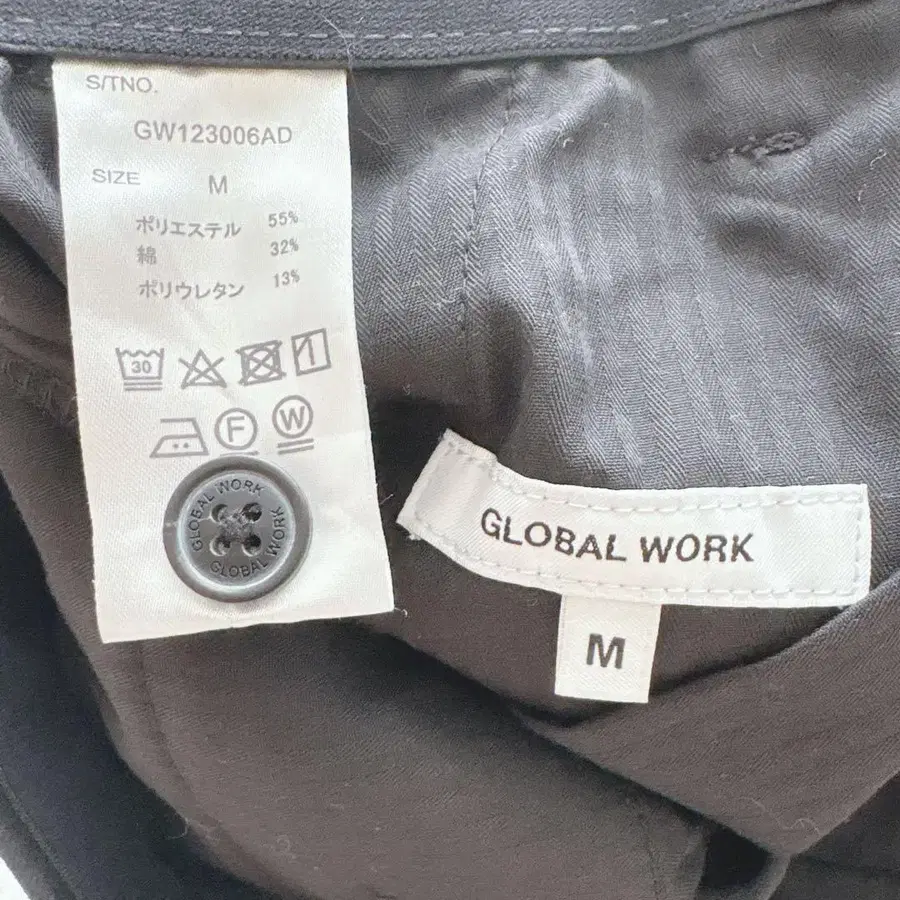 S/TNO.
GW123006AD
SIZE M
ポリエステル 55%
綿 32%
ポリウレタン 13%
30
F W
GLOBAL WORK
GLOBAL WORK
GLOBAL WORK
M